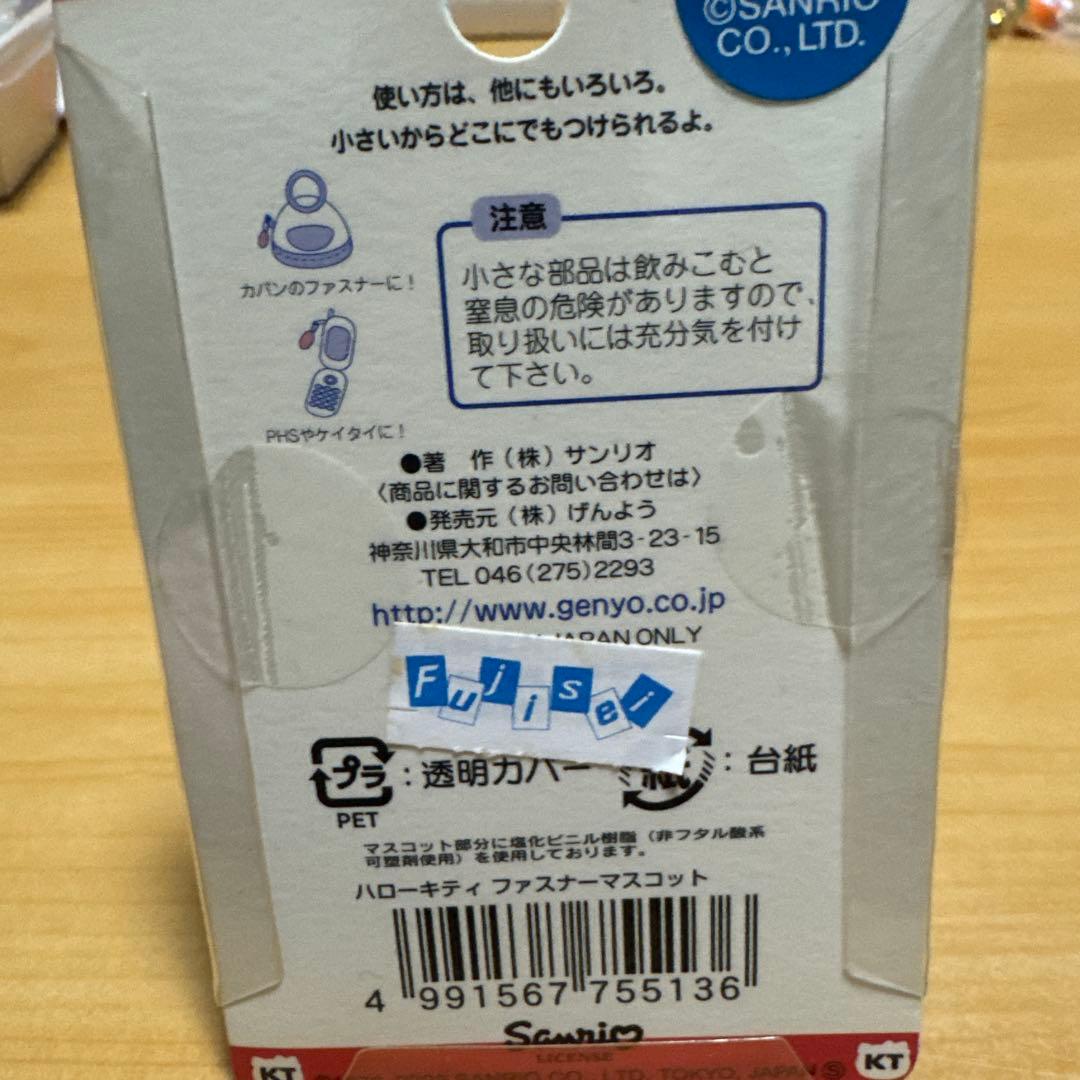 ©SANRIO
CO., LTD.
使い方は、他にもいろいろ。
小さいからどこにでもつけられるよ。
カバンのファスナーに！
PHSやケイタイに！
注意
小さな部品は飲みこむと
窒息の危険がありますので、
取り扱いには充分気を付け
て下さい。
●著　作（株）サンリオ
〈商品に関するお問い合わせは〉
●発売元（株）げんよう
神奈川県大和市中央林間3-23-15
TEL 046(275)2293
http://www.genyo.co.jp
JAPAN ONLY
Fujisei
プラ：透明カバー
紙：台紙
PET
マスコット部分に塩化ビニル樹脂（非フタル酸系
可塑剤使用）を使用しております。
ハローキティ ファスナーマスコット
4 991567 755136
Sanrio
LICENSE
KT
SANRIO CO., LTD. TOKYO, JAPAN Ⓢ
KT